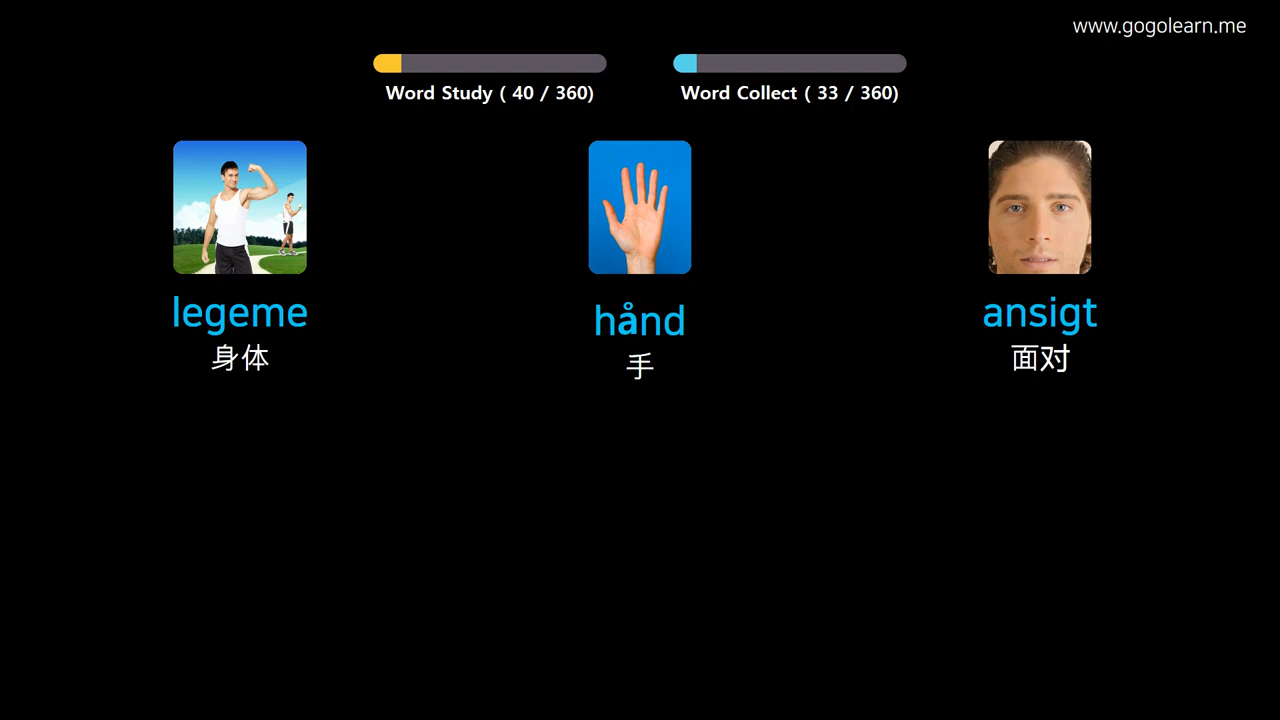 www.gogolearn.me
Word Study ( 40 / 360)
Word Collect ( 33 / 360)
legeme
身体
hånd
手
ansigt
面对